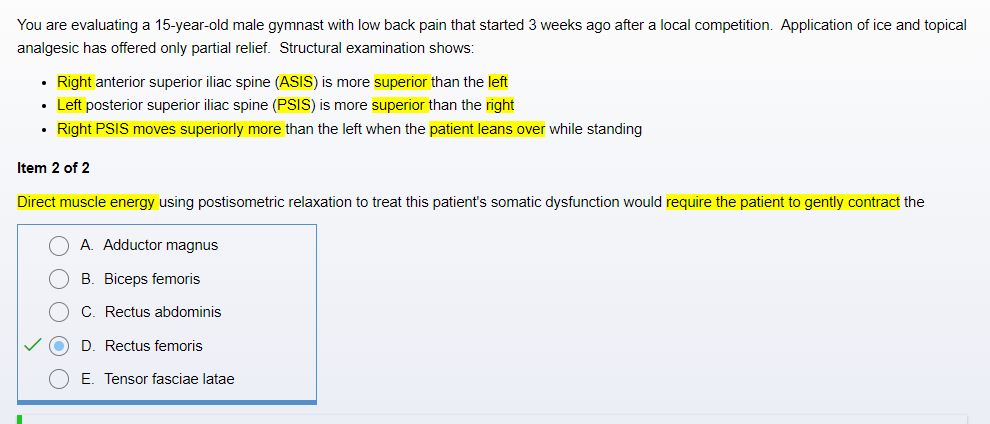 You are evaluating a 15-year-old male gymnast with low back pain that started 3 weeks ago after a local competition.  Application of ice and topical
analgesic has offered only partial relief.  Structural examination shows:
• Right anterior superior iliac spine (ASIS) is more superior than the left
• Left posterior superior iliac spine (PSIS) is more superior than the right
• Right PSIS moves superiorly more than the left when the patient leans over while standing
Item 2 of 2
Direct muscle energy using postisometric relaxation to treat this patient's somatic dysfunction would require the patient to gently contract the
A. Adductor magnus
B. Biceps femoris
C. Rectus abdominis
D. Rectus femoris
E. Tensor fasciae latae